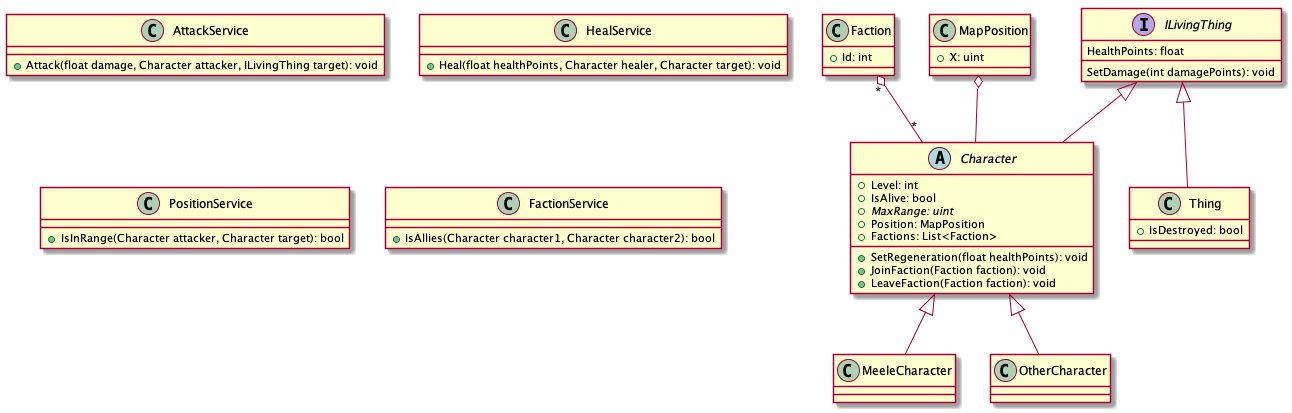 C AttackService
Attack(float damage, Character attacker, ILivingThing target): void
C HealService
Heal(float healthPoints, Character healer, Character target): void
C Faction
Id: int
C MapPosition
X: uint
I ILivingThing
HealthPoints: float
SetDamage(int damagePoints): void
*
*
A Character
Level: int
IsAlive: bool
MaxRange: uint
Position: MapPosition
Factions: List<Faction>
SetRegeneration(float healthPoints): void
JoinFaction(Faction faction): void
LeaveFaction(Faction faction): void
C PositionService
IsInRange(Character attacker, Character target): bool
C FactionService
IsAllies(Character character1, Character character2): bool
C Thing
IsDestroyed: bool
C MeeleCharacter
C OtherCharacter